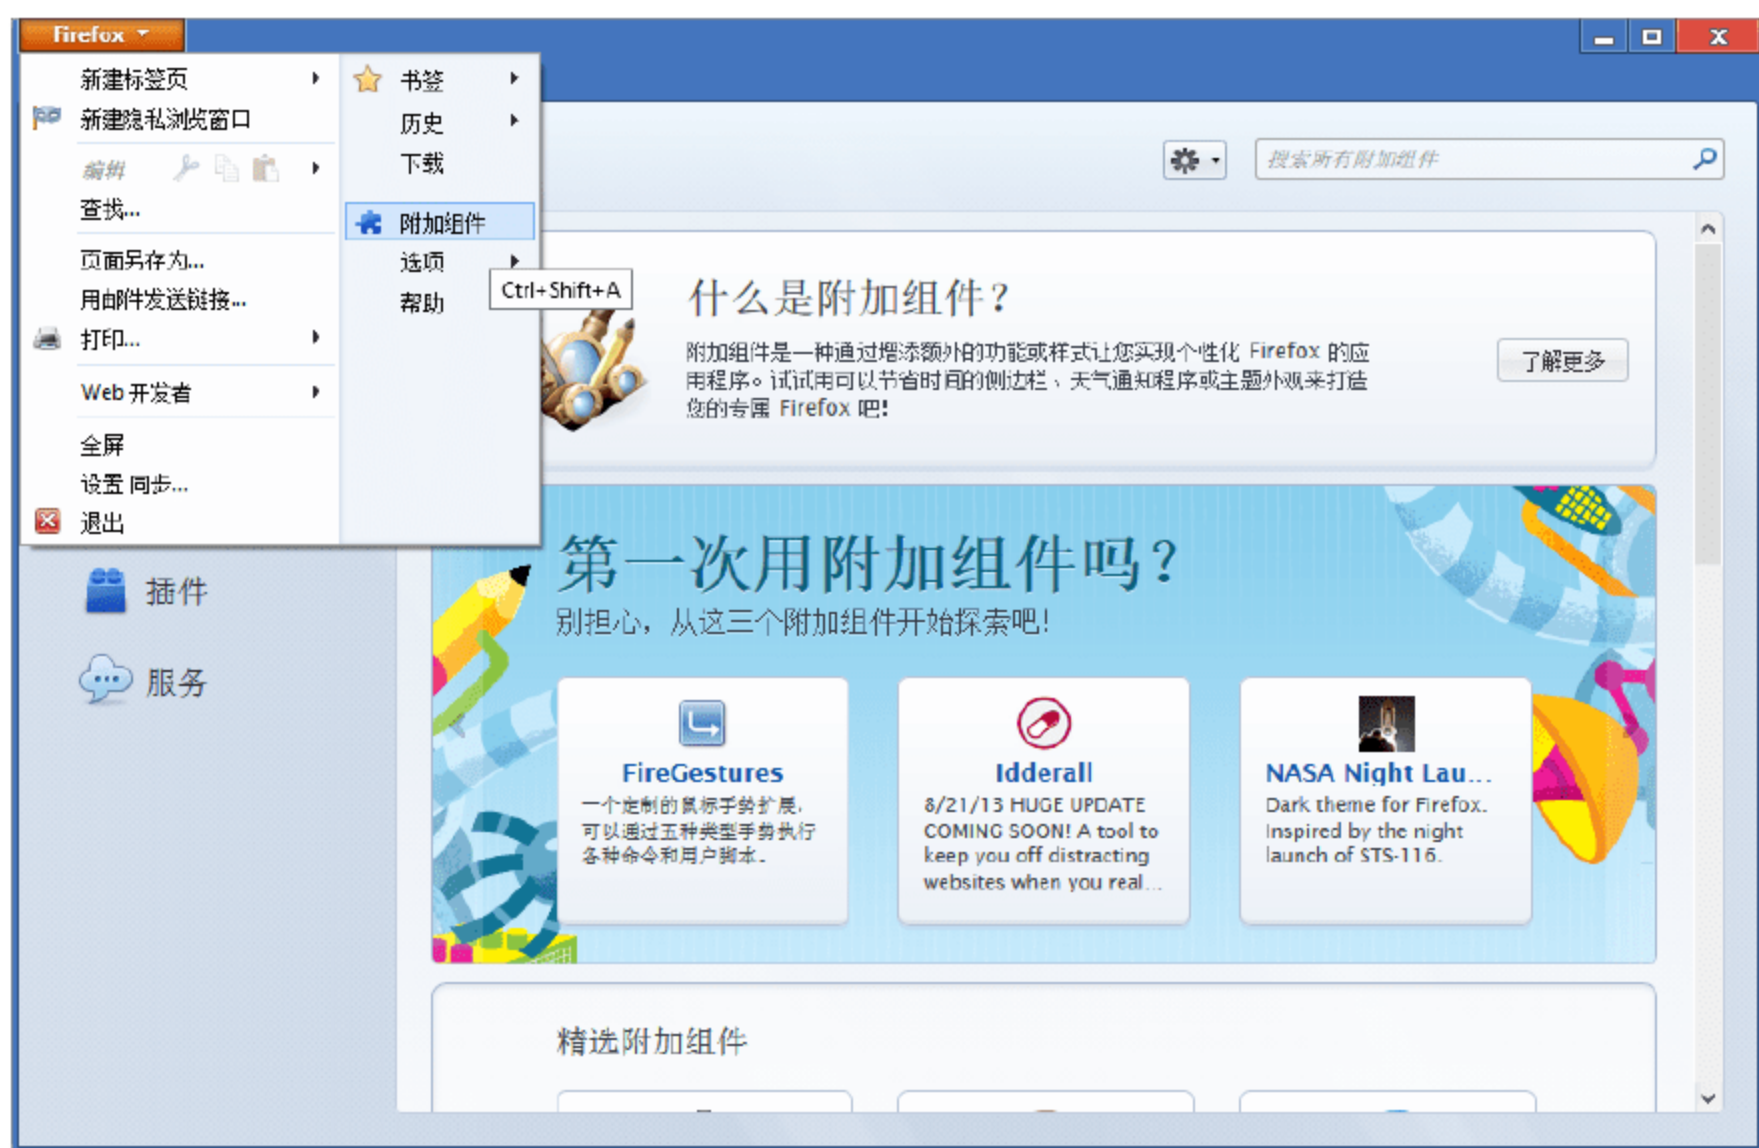 Firefox
新建标签页
新建隐私浏览窗口
编辑
查找...
页面另存为...
用邮件发送链接...
打印...
Web 开发者
全屏
设置 同步...
退出
书签
历史
下载
附加组件
选项
帮助
Ctrl+Shift+A
插件
服务
搜索所有附加组件
什么是附加组件？
附加组件是一种通过增添额外的功能或样式让您实现个性化 Firefox 的应
用程序。试试用可以节省时间的侧边栏、天气通知程序或主题外观来打造
您的专属 Firefox 吧!
了解更多
第一次用附加组件吗？
别担心，从这三个附加组件开始探索吧！
FireGestures
一个定制的鼠标手势扩展，
可以通过五种类型手势执行
各种命令和用户脚本。
Idderall
8/21/13 HUGE UPDATE
COMING SOON! A tool to
keep you off distracting
websites when you real...
NASA Night Lau...
Dark theme for Firefox.
Inspired by the night
launch of STS-116.
精选附加组件